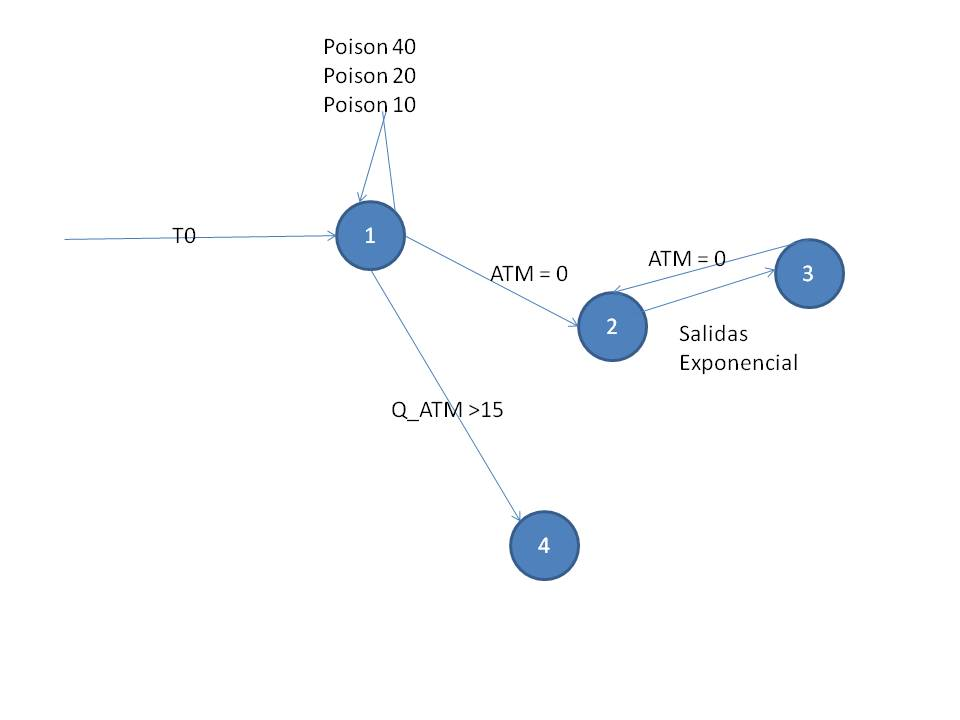 Poison 40
Poison 20
Poison 10
T0
1
ATM = 0
ATM = 0
3
2
Salidas
Exponencial
Q_ATM >15
4